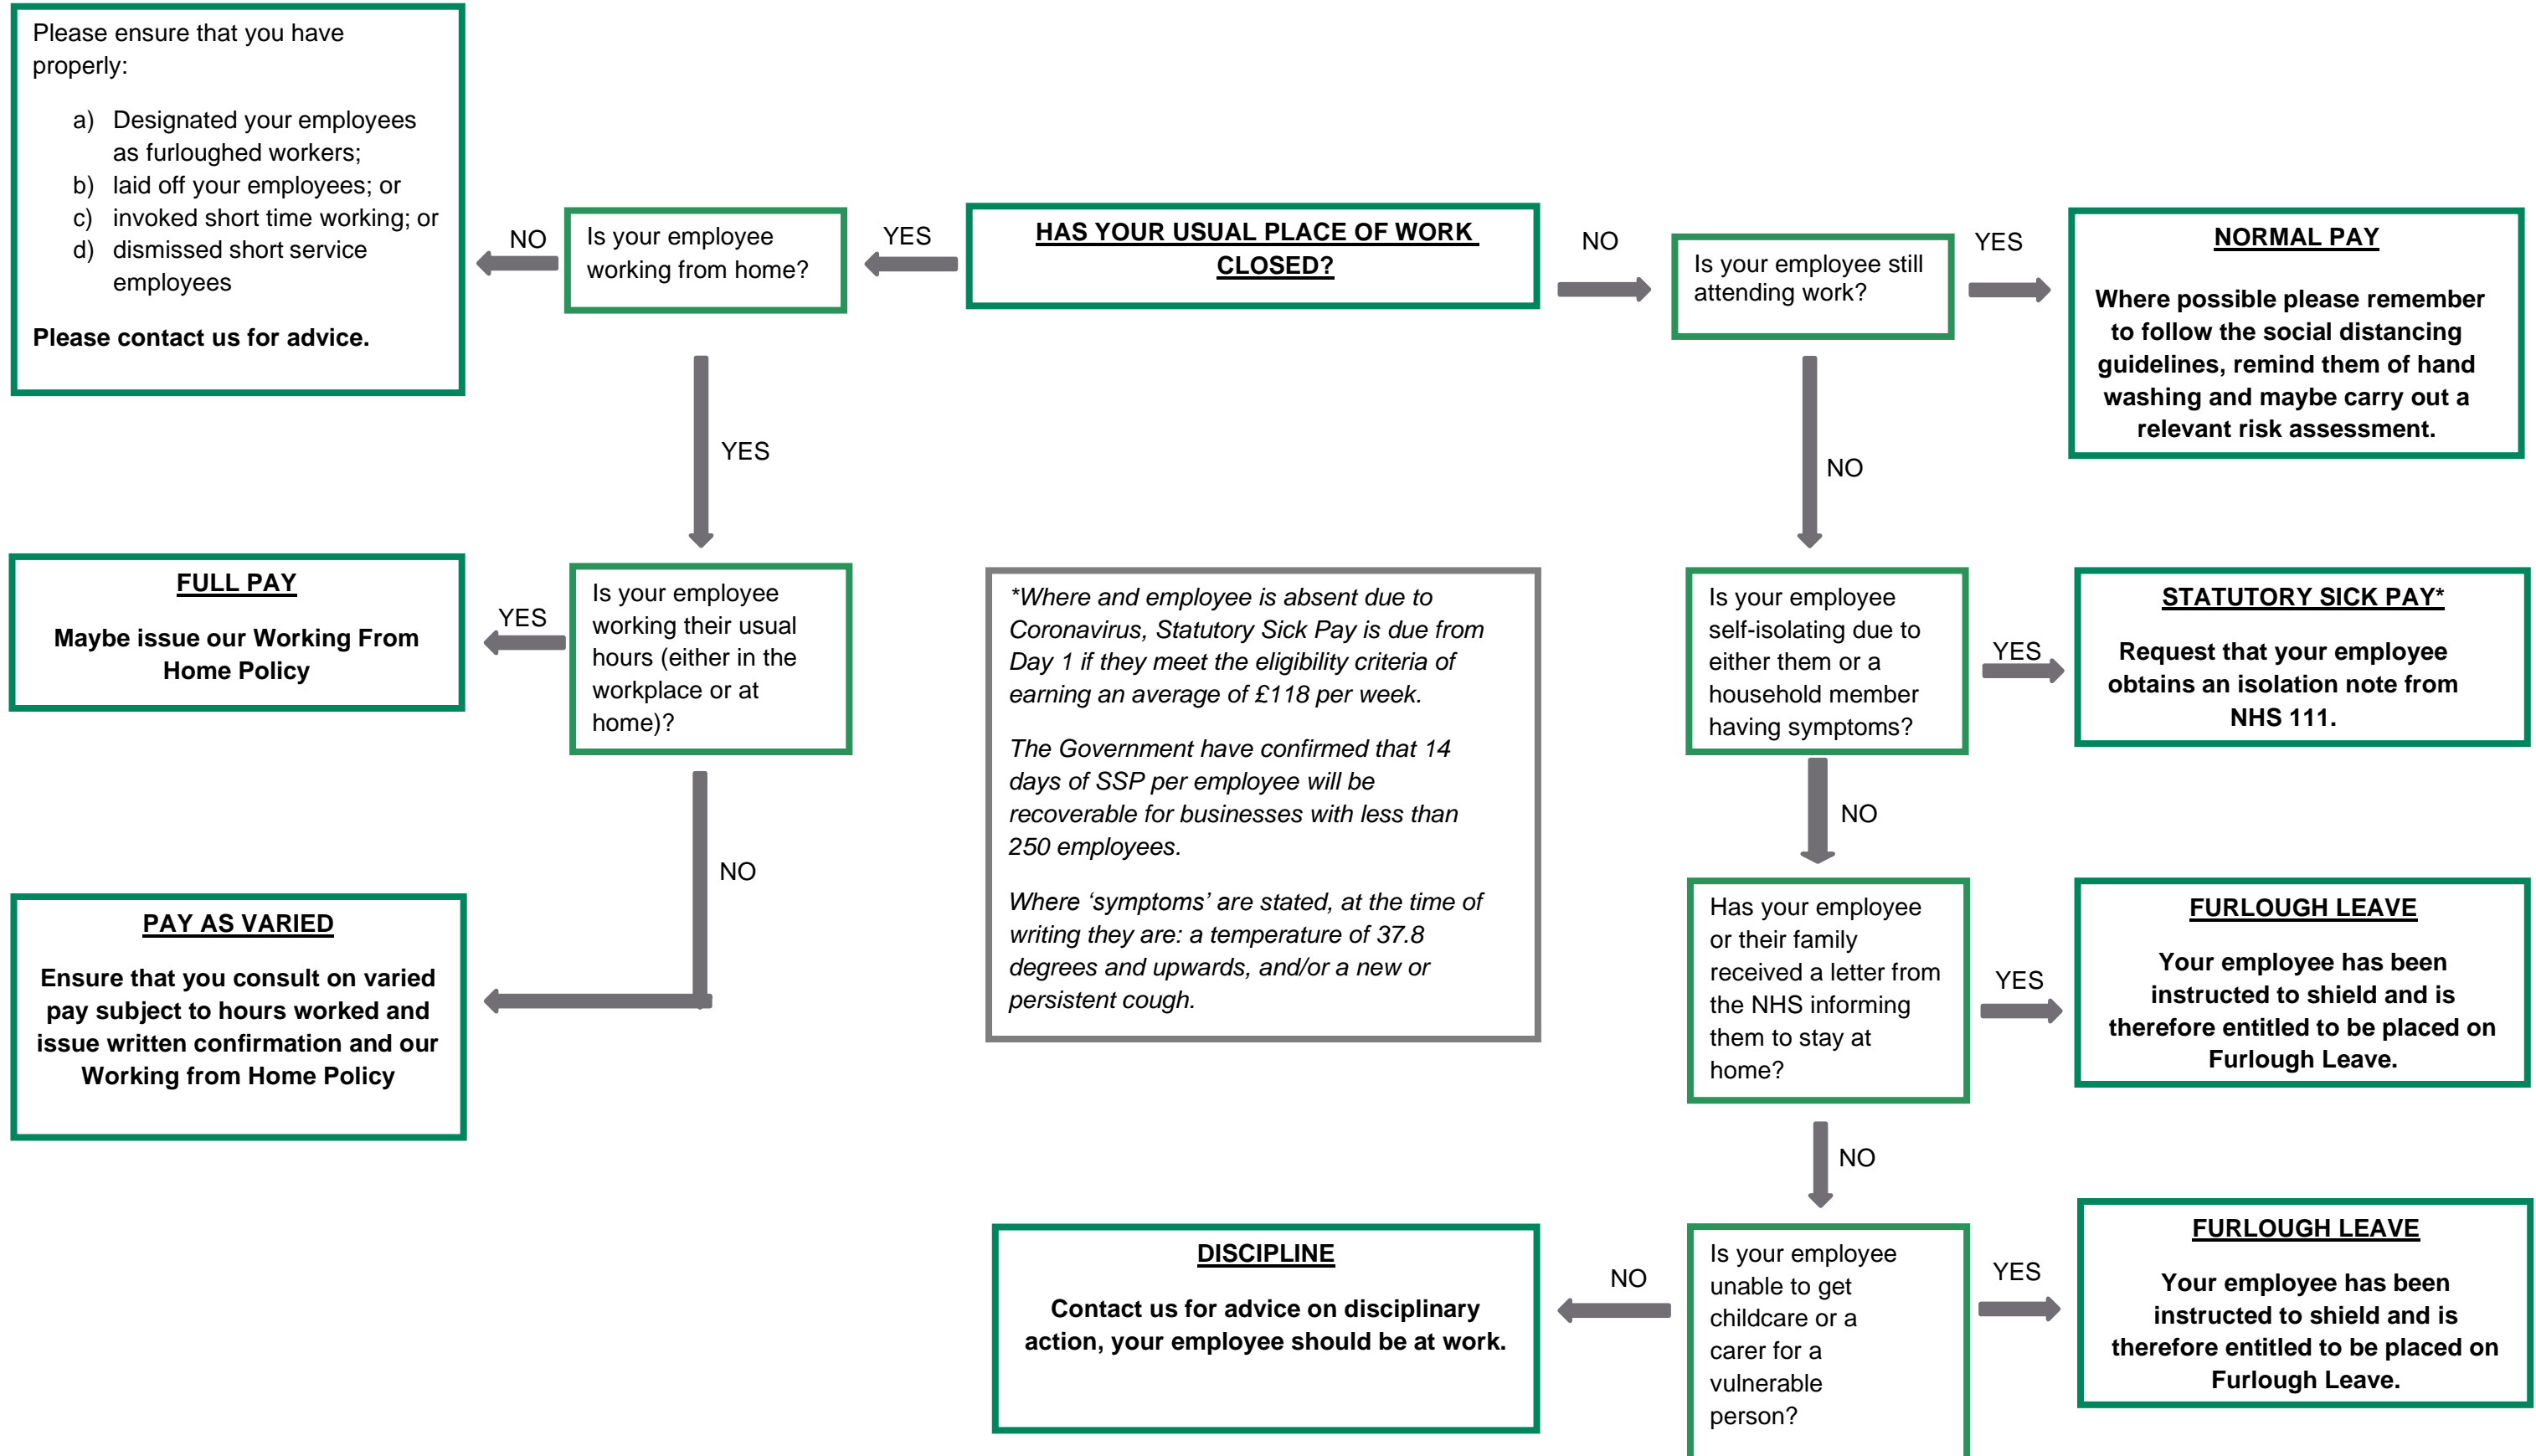 Please ensure that you have
properly:
a) Designated your employees
as furloughed workers;
b) laid off your employees; or
c) invoked short time working; or
d) dismissed short service
employees
Please contact us for advice.
NO
Is your employee
working from home?
YES
HAS YOUR USUAL PLACE OF WORK
CLOSED?
NO
Is your employee still
attending work?
YES
NORMAL PAY
Where possible please remember
to follow the social distancing
guidelines, remind them of hand
washing and maybe carry out a
relevant risk assessment.
YES
NO
FULL PAY
Maybe issue our Working From
Home Policy
YES
Is your employee
working their usual
hours (either in the
workplace or at
home)?
*Where and employee is absent due to
Coronavirus, Statutory Sick Pay is due from
Day 1 if they meet the eligibility criteria of
earning an average of £118 per week.
The Government have confirmed that 14
days of SSP per employee will be
recoverable for businesses with less than
250 employees.
Where ‘symptoms’ are stated, at the time of
writing they are: a temperature of 37.8
degrees and upwards, and/or a new or
persistent cough.
Is your employee
self-isolating due to
either them or a
household member
having symptoms?
YES
STATUTORY SICK PAY*
Request that your employee
obtains an isolation note from
NHS 111.
NO
NO
PAY AS VARIED
Ensure that you consult on varied
pay subject to hours worked and
issue written confirmation and our
Working from Home Policy
Has your employee
or their family
received a letter from
the NHS informing
them to stay at
home?
YES
FURLOUGH LEAVE
Your employee has been
instructed to shield and is
therefore entitled to be placed on
Furlough Leave.
NO
DISCIPLINE
Contact us for advice on disciplinary
action, your employee should be at work.
NO
Is your employee
unable to get
childcare or a
carer for a
vulnerable
person?
YES
FURLOUGH LEAVE
Your employee has been
instructed to shield and is
therefore entitled to be placed on
Furlough Leave.